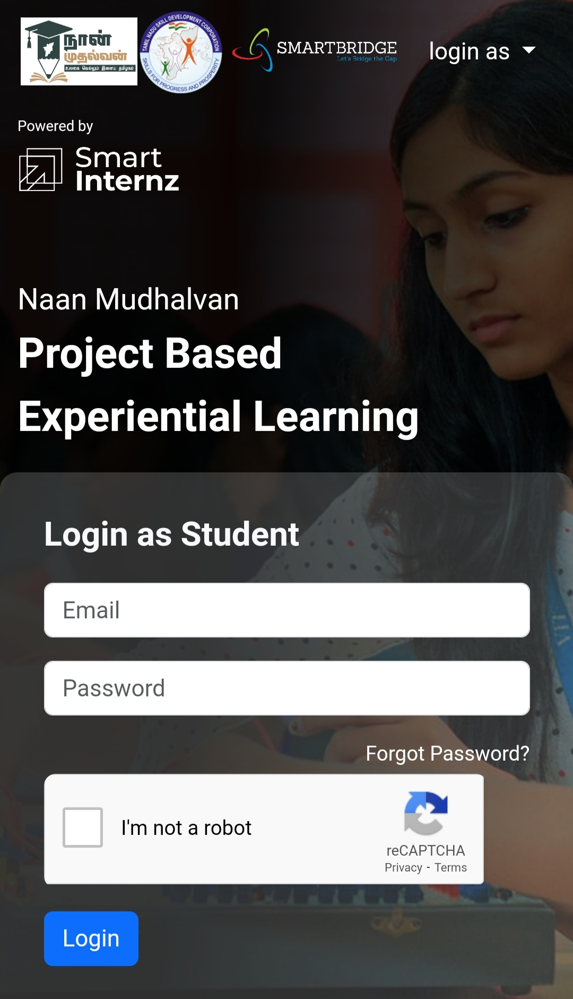 நான்
முதல்வன்
உலகை வெல்லும் இளைய தமிழகம்
TAMIL NADU SKILL DEVELOPMENT CORPORATION
SKILLS FOR PROGRESS AND PROSPERITY
SMARTBRIDGE
Let's Bridge the Gap
login as
Powered by
Smart
Internz
Naan Mudhalvan
Project Based
Experiential Learning
Login as Student
Email
Password
Forgot Password?
I'm not a robot
reCAPTCHA
Privacy - Terms
Login